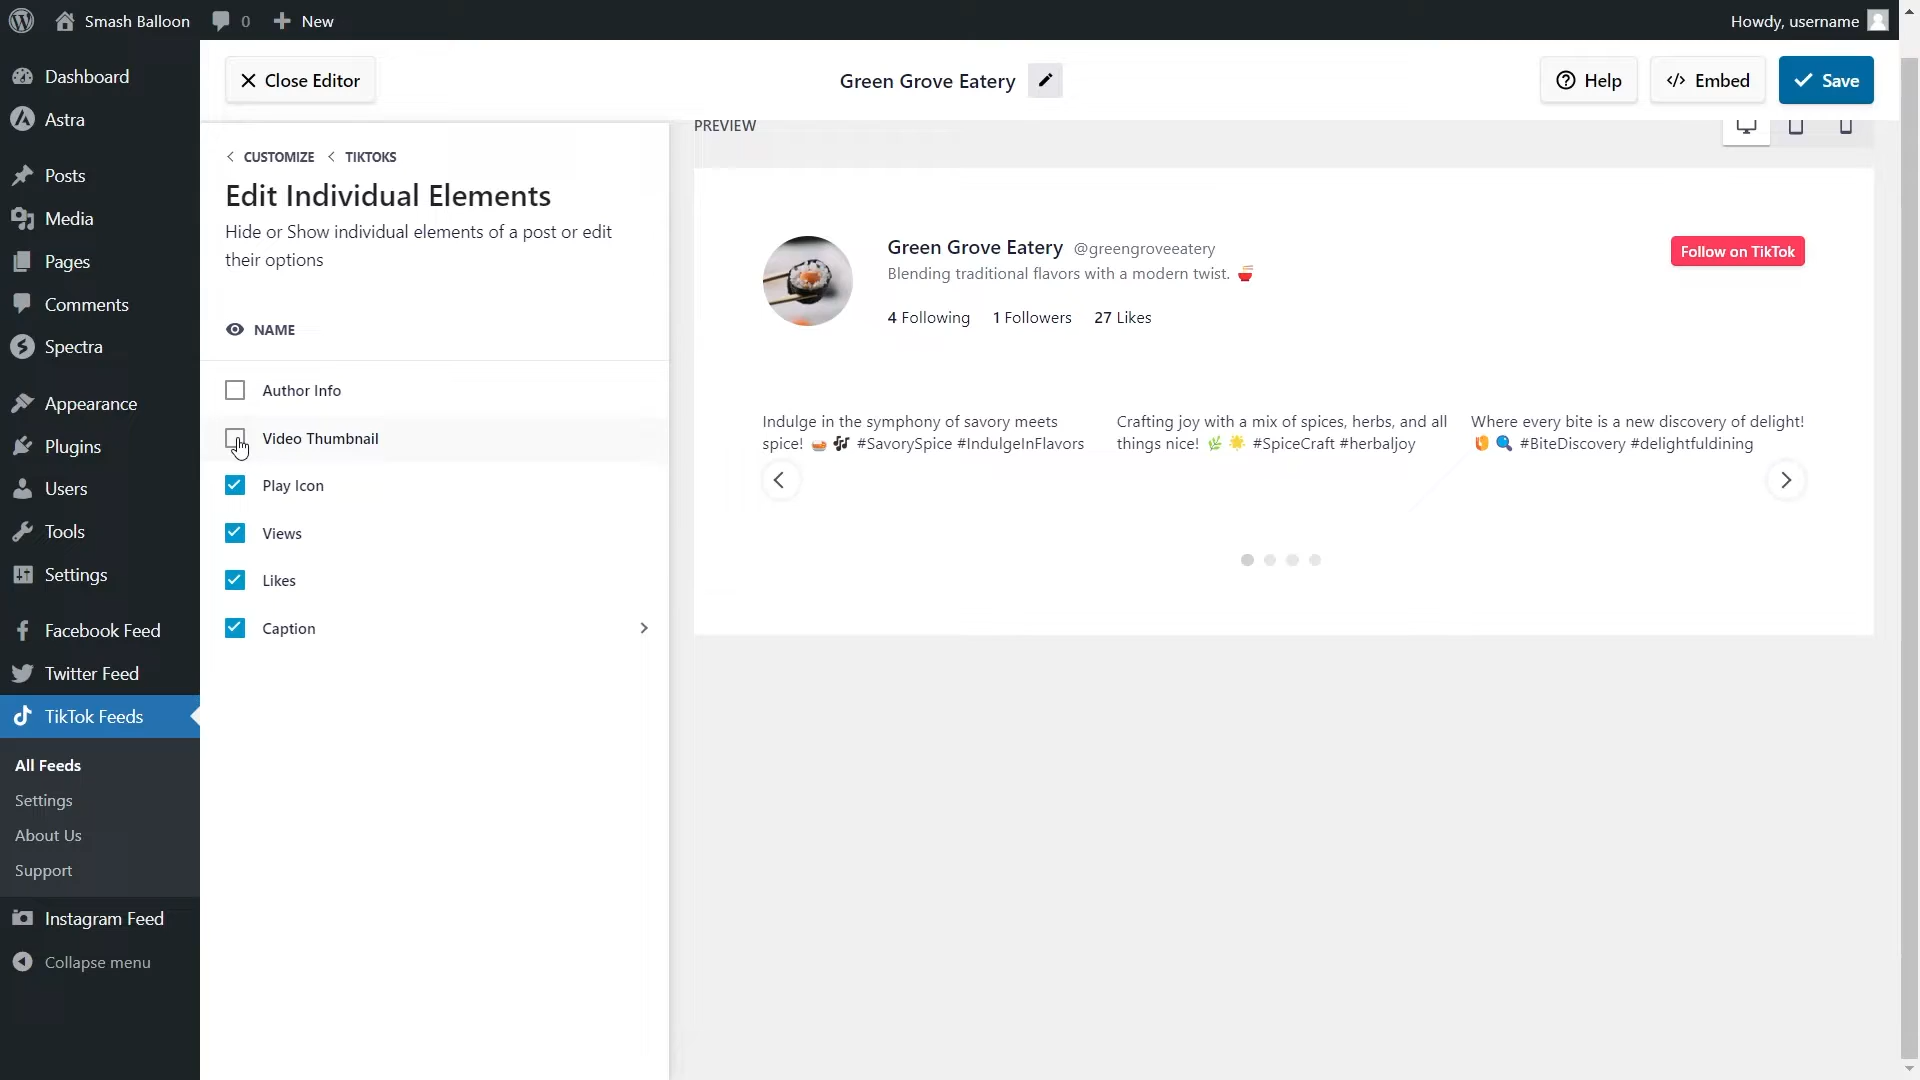 Smash Balloon
0
New
Howdy, username
Dashboard
Astra
Posts
Media
Pages
Comments
Spectra
Appearance
Plugins
Users
Tools
Settings
Facebook Feed
Twitter Feed
TikTok Feeds
All Feeds
Settings
About Us
Support
Instagram Feed
Collapse menu
Close Editor
Green Grove Eatery
Help
Embed
Save
CUSTOMIZE
TIKTOKS
Edit Individual Elements
Hide or Show individual elements of a post or edit
their options
NAME
Author Info
Video Thumbnail
Play Icon
Views
Likes
Caption
PREVIEW
Green Grove Eatery @groengroveeatery
Blending traditional flavors with a modern twist. 🍜
4 Following 1 Followers 27 Likes
Follow on TikTok
Indulge in the symphony of savory meets
spice! 🍛 🎶 #SavorySpice #IndulgeInFlavors
Crafting joy with a mix of spices, herbs, and all
things nice! 🌿 🌟 #SpiceCraft #herbaljoy
Where every bite is a new discovery of delight!
🍤 🔍 #BiteDiscovery #delightfuldining